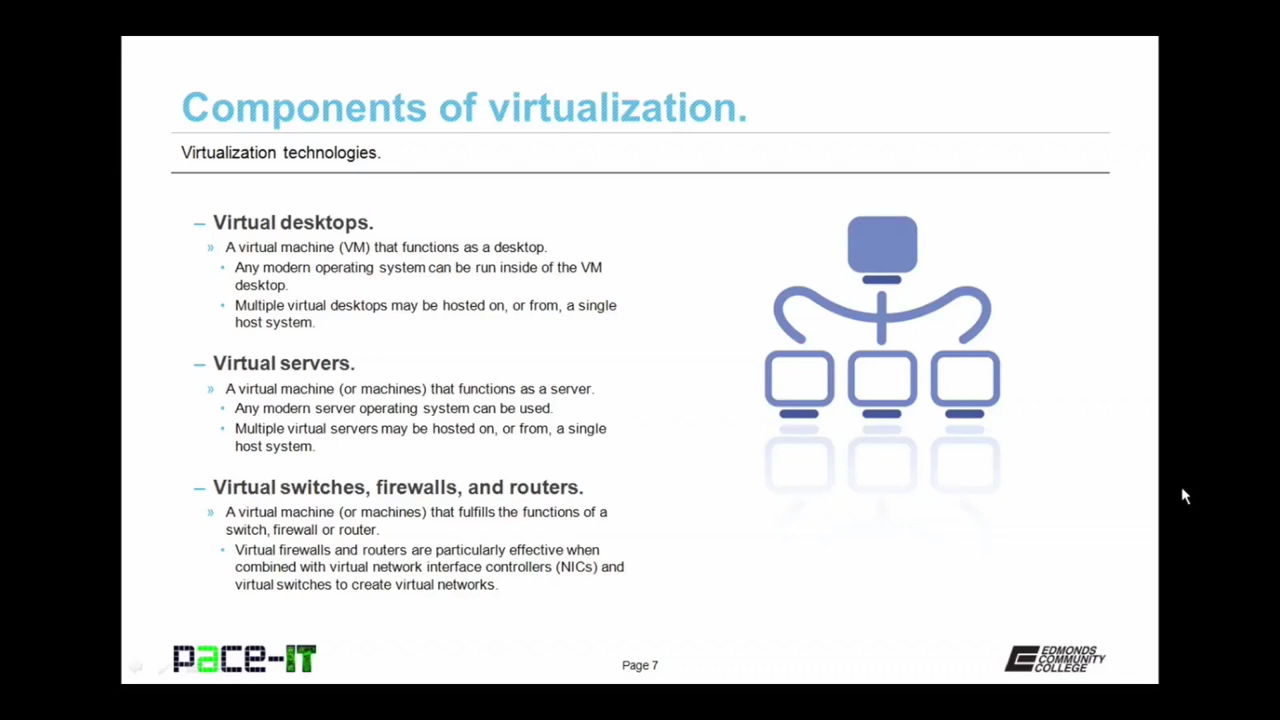 Components of virtualization.
Virtualization technologies.
– Virtual desktops.
» A virtual machine (VM) that functions as a desktop.
• Any modern operating system can be run inside of the VM
desktop.
• Multiple virtual desktops may be hosted on, or from, a single
host system.
– Virtual servers.
» A virtual machine (or machines) that functions as a server.
• Any modern server operating system can be used.
• Multiple virtual servers may be hosted on, or from, a single
host system.
– Virtual switches, firewalls, and routers.
» A virtual machine (or machines) that fulfills the functions of a
switch, firewall or router.
• Virtual firewalls and routers are particularly effective when
combined with virtual network interface controllers (NICs) and
virtual switches to create virtual networks.
pace-IT
Page 7
EDMONDS
COMMUNITY
COLLEGE